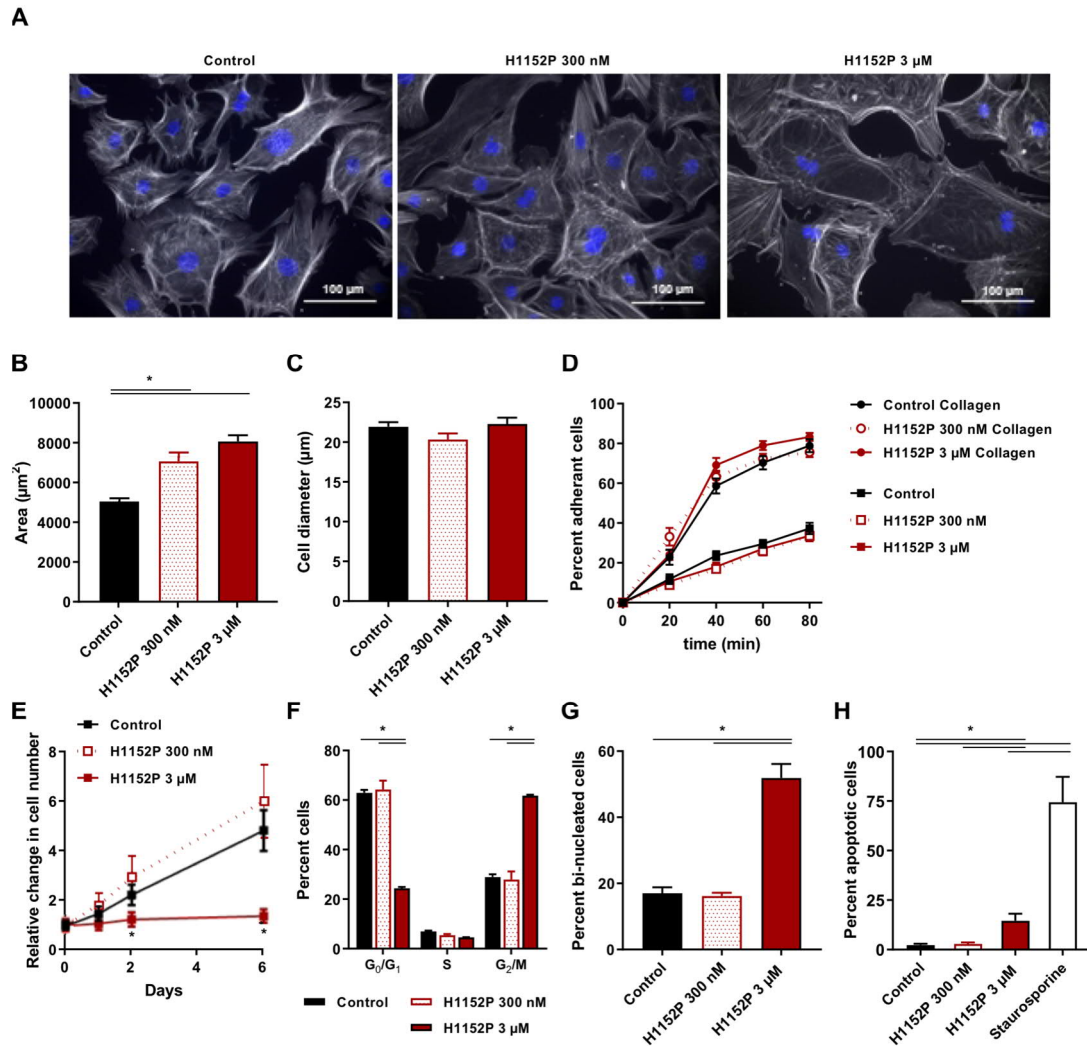 A
Control
H1152P 300 nM
H1152P 3 µM
100 µm
100 µm
100 µm
B
*
10000
8000
6000
4000
2000
0
Area (µm²)
Control
H1152P 300 nM
H1152P 3 µM
C
25
20
15
10
5
0
Cell diameter (µm)
Control
H1152P 300 nM
H1152P 3 µM
D
100
80
60
40
20
0
Percent adherant cells
0 20 40 60 80
time (min)
Control Collagen
H1152P 300 nM Collagen
H1152P 3 µM Collagen
Control
H1152P 300 nM
H1152P 3 µM
E
Control
H1152P 300 nM
H1152P 3 µM
8
6
4
2
0
Relative change in cell number
* *
0 2 4 6
Days
F
* *
80
60
40
20
0
Percent cells
G₀/G₁ S G₂/M
Control
H1152P 300 nM
H1152P 3 µM
G
*
60
40
20
0
Percent bi-nucleated cells
Control
H1152P 300 nM
H1152P 3 µM
H
*
100
75
50
25
0
Percent apoptotic cells
Control
H1152P 300 nM
H1152P 3 µM
Staurosporine